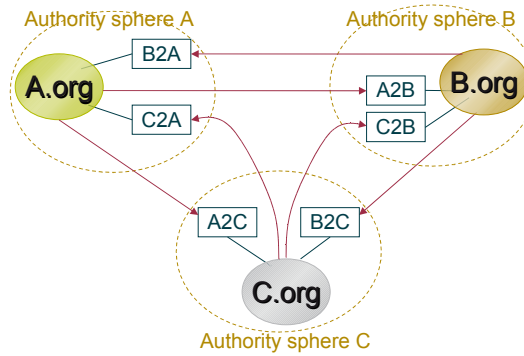 Authority sphere A
Authority sphere B
B2A
A.org
B.org
A2B
C2A
C2B
A2C
B2C
C.org
Authority sphere C